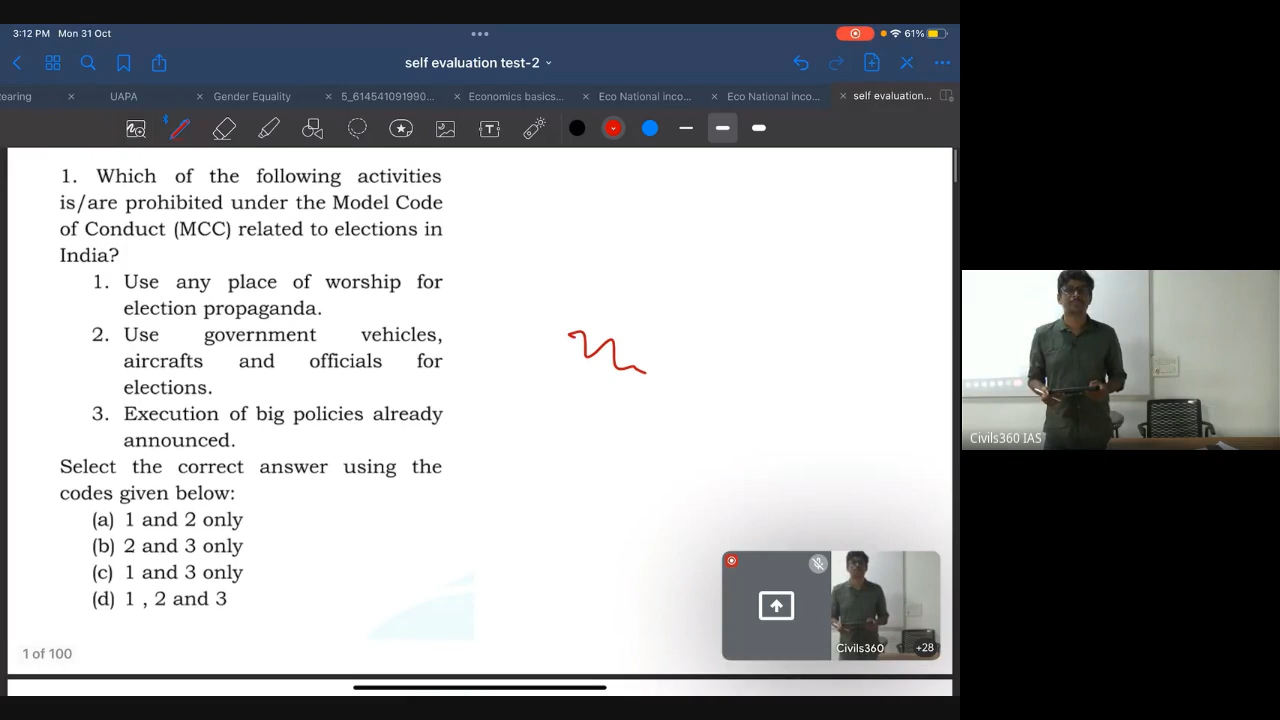 3:12 PM Mon 31 Oct
61%
self evaluation test-2
tearing
UAPA
Gender Equality
5_614541091990...
Economics basics...
Eco National inco...
Eco National inco...
self evaluation...
1. Which of the following activities
is/are prohibited under the Model Code
of Conduct (MCC) related to elections in
India?
1. Use any place of worship for
election propaganda.
2. Use government vehicles,
aircrafts and officials for
elections.
3. Execution of big policies already
announced.
Select the correct answer using the
codes given below:
(a) 1 and 2 only
(b) 2 and 3 only
(c) 1 and 3 only
(d) 1 , 2 and 3
1 of 100
Civils360
+28
Civils360 IAS